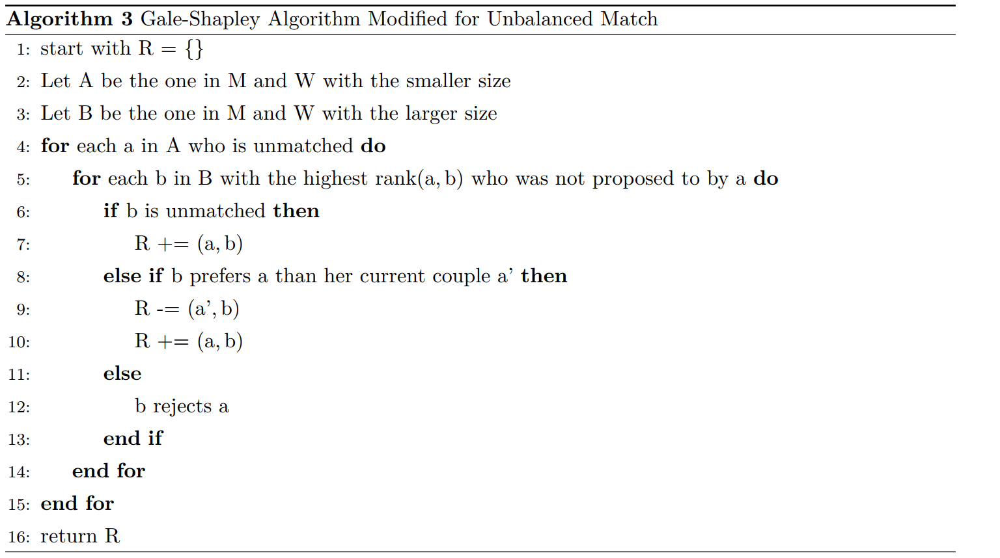 Algorithm 3 Gale-Shapley Algorithm Modified for Unbalanced Match
1: start with R = {}
2: Let A be the one in M and W with the smaller size
3: Let B be the one in M and W with the larger size
4: for each a in A who is unmatched do
5: for each b in B with the highest rank(a, b) who was not proposed to by a do
6: if b is unmatched then
7: R += (a, b)
8: else if b prefers a than her current couple a’ then
9: R -= (a’, b)
10: R += (a, b)
11: else
12: b rejects a
13: end if
14: end for
15: end for
16: return R